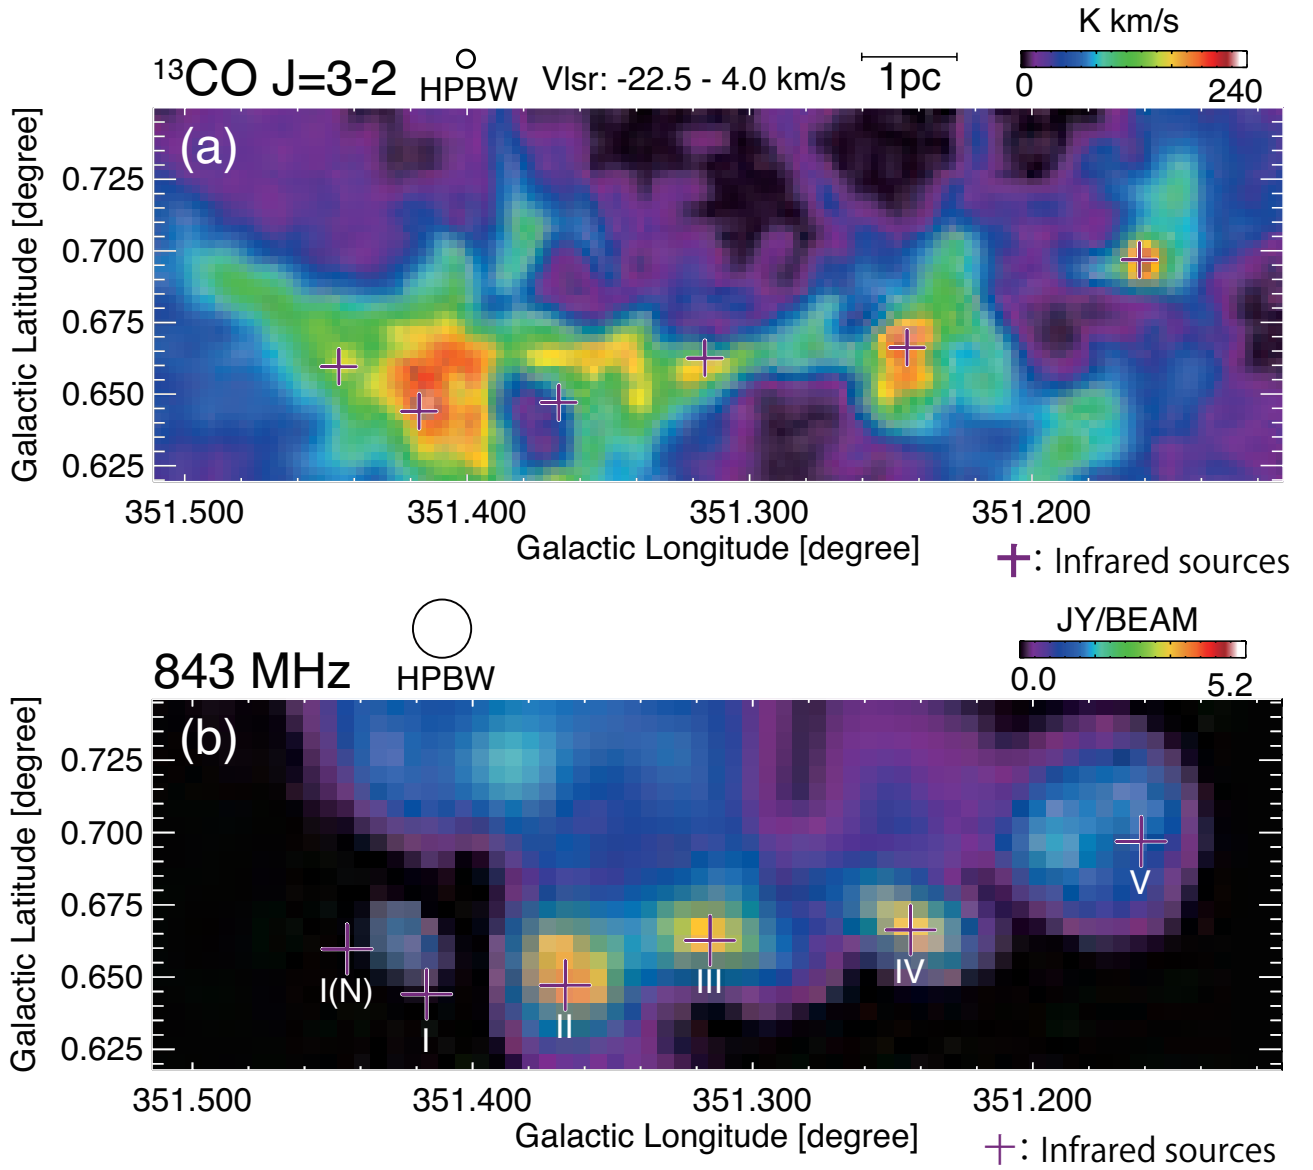 K km/s
¹³CO J=3-2 HPBW Vlsr: -22.5 - 4.0 km/s 1pc 0 240
(a)
Galactic Latitude [degree]
0.725
0.700
0.675
0.650
0.625
351.500 351.400 351.300 351.200
Galactic Longitude [degree]
+: Infrared sources
JY/BEAM
843 MHz HPBW 0.0 5.2
(b)
Galactic Latitude [degree]
0.725
0.700
0.675
0.650
0.625
V
I(N) III IV
I II
351.500 351.400 351.300 351.200
Galactic Longitude [degree]
+: Infrared sources